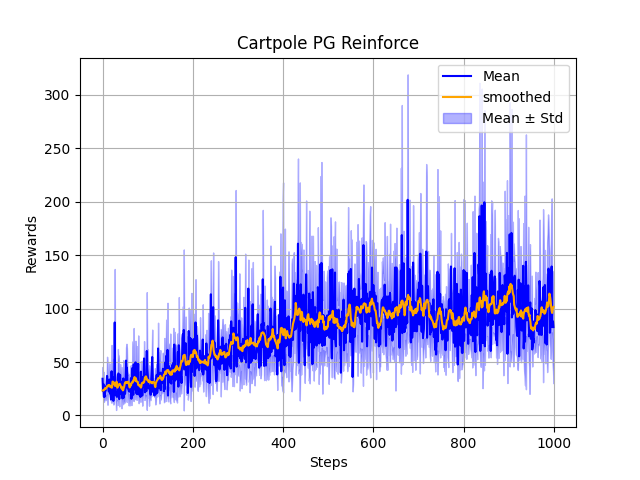 Cartpole PG Reinforce
Mean
smoothed
Mean ± Std
300
250
200
150
100
50
0
Rewards
0 200 400 600 800 1000
Steps